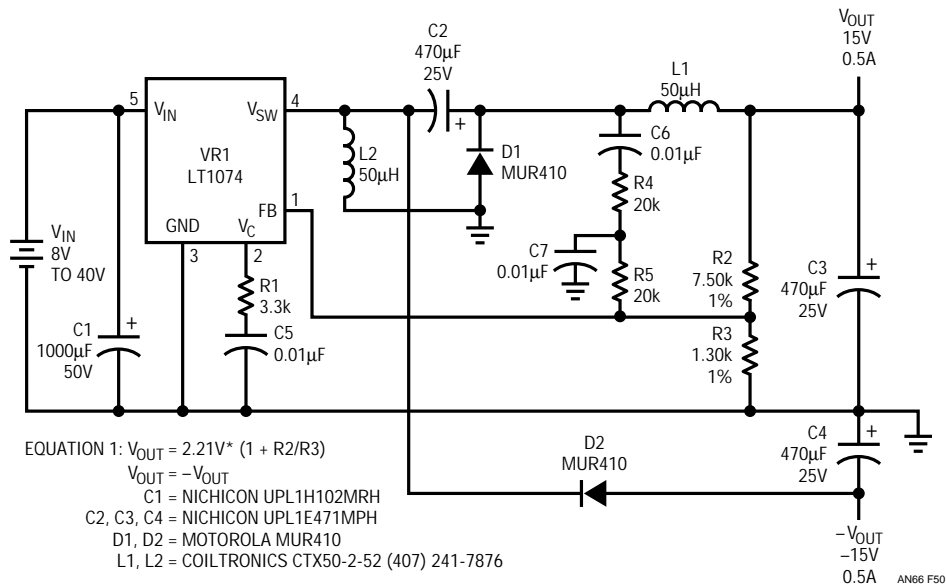 VOUT
15V
0.5A
C2
470µF
25V
L1
50µH
5
VIN
VSW
4
VR1
LT1074
L2
50µH
D1
MUR410
C6
0.01µF
R4
20k
FB
1
GND
VC
3
2
VIN
8V
TO 40V
C7
0.01µF
R5
20k
R2
7.50k
1%
C3
470µF
25V
R1
3.3k
C1
1000µF
50V
C5
0.01µF
R3
1.30k
1%
EQUATION 1: VOUT = 2.21V* (1 + R2/R3)
VOUT = –VOUT
C1 = NICHICON UPL1H102MRH
C2, C3, C4 = NICHICON UPL1E471MPH
D1, D2 = MOTOROLA MUR410
L1, L2 = COILTRONICS CTX50-2-52 (407) 241-7876
D2
MUR410
C4
470µF
25V
–VOUT
–15V
0.5A
AN66 F50
+
+
+
+